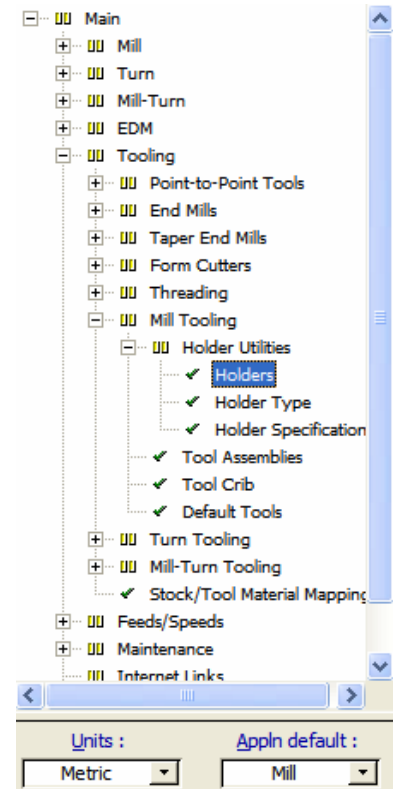 Main
Mill
Turn
Mill-Turn
EDM
Tooling
Point-to-Point Tools
End Mills
Taper End Mills
Form Cutters
Threading
Mill Tooling
Holder Utilities
Holders
Holder Type
Holder Specification
Tool Assemblies
Tool Crib
Default Tools
Turn Tooling
Mill-Turn Tooling
Stock/Tool Material Mapping
Feeds/Speeds
Maintenance
Internet Links
Units : Appln default :
Metric Mill